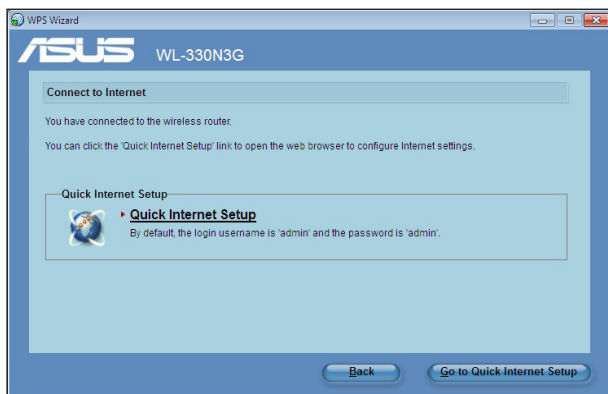 WPS Wizard
ASUS WL-330N3G
Connect to Internet
You have connected to the wireless router.
You can click the 'Quick Internet Setup' link to open the web browser to configure Internet settings.
Quick Internet Setup
Quick Internet Setup
By default, the login username is 'admin' and the password is 'admin'.
Back
Go to Quick Internet Setup